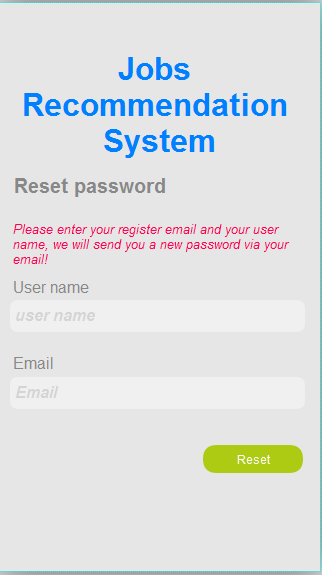 Jobs
Recommendation
System
Reset password
Please enter your register email and your user
name, we will send you a new password via your
email!
User name
user name
Email
Email
Reset